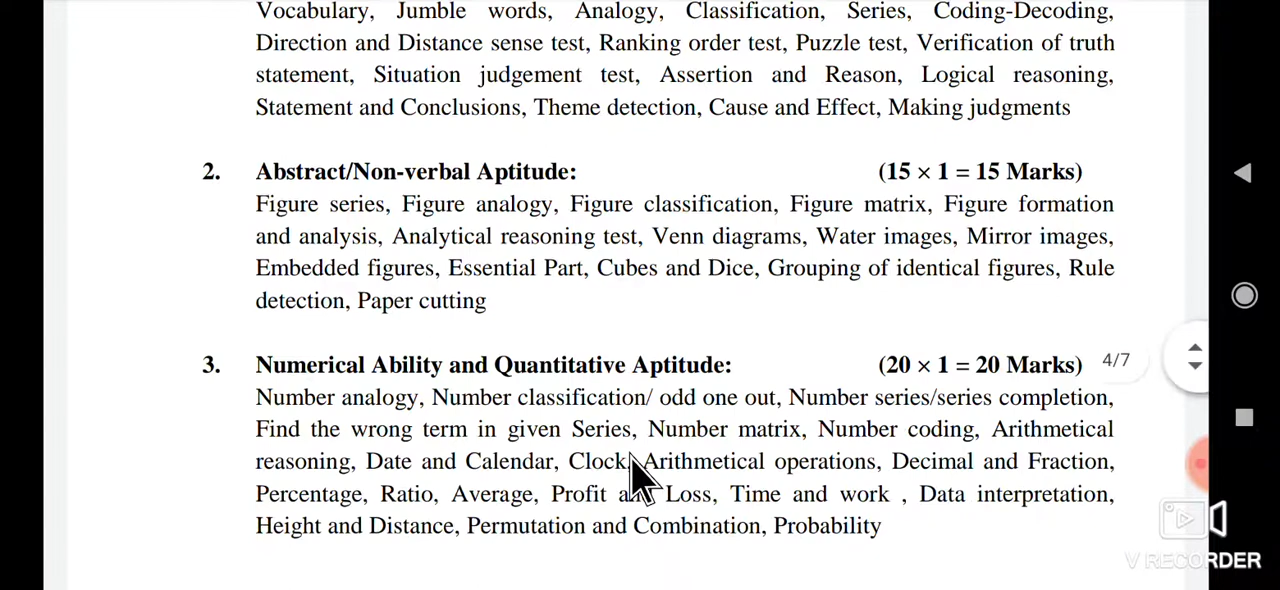 Vocabulary, Jumble words, Analogy, Classification, Series, Coding-Decoding,
Direction and Distance sense test, Ranking order test, Puzzle test, Verification of truth
statement, Situation judgement test, Assertion and Reason, Logical reasoning,
Statement and Conclusions, Theme detection, Cause and Effect, Making judgments
2. Abstract/Non-verbal Aptitude: (15 × 1 = 15 Marks)
Figure series, Figure analogy, Figure classification, Figure matrix, Figure formation
and analysis, Analytical reasoning test, Venn diagrams, Water images, Mirror images,
Embedded figures, Essential Part, Cubes and Dice, Grouping of identical figures, Rule
detection, Paper cutting
3. Numerical Ability and Quantitative Aptitude: (20 × 1 = 20 Marks) 4/7
Number analogy, Number classification/ odd one out, Number series/series completion,
Find the wrong term in given Series, Number matrix, Number coding, Arithmetical
reasoning, Date and Calendar, Clock, Arithmetical operations, Decimal and Fraction,
Percentage, Ratio, Average, Profit and Loss, Time and work , Data interpretation,
Height and Distance, Permutation and Combination, Probability
V RECORDER